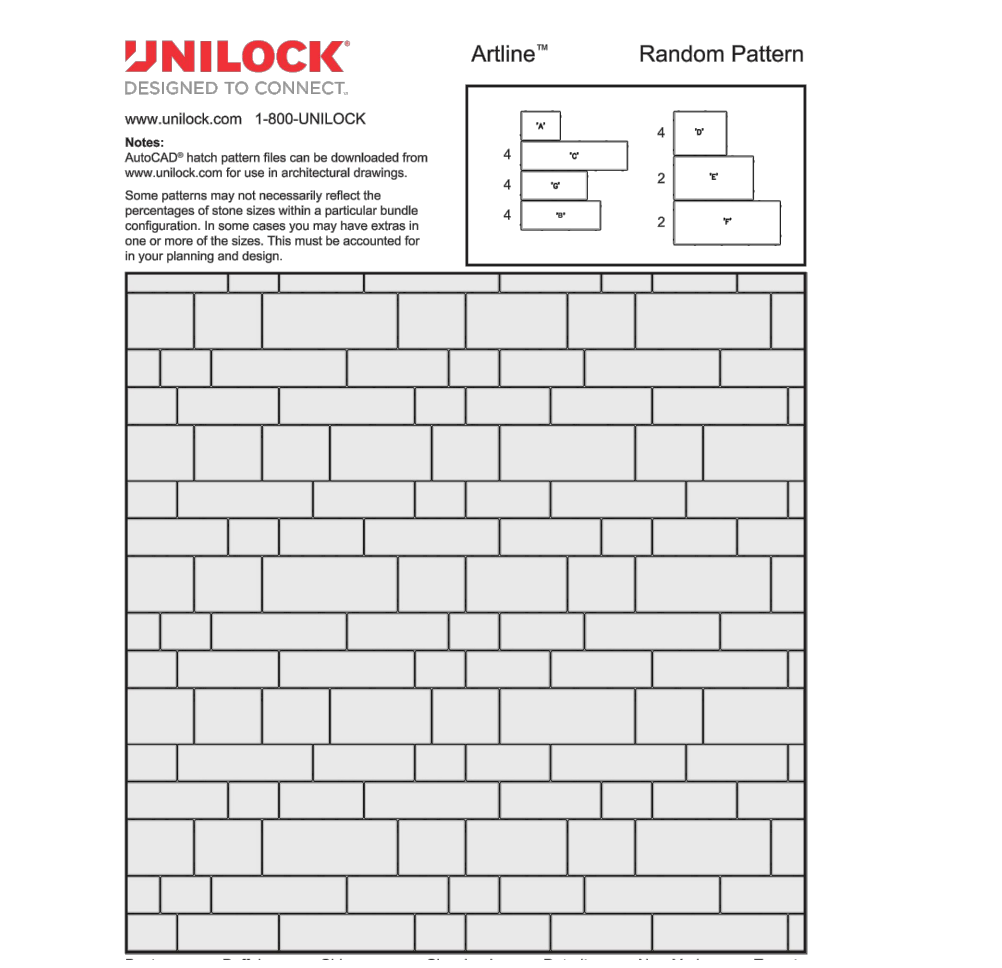 UNILOCK®
DESIGNED TO CONNECT™
Artline™
Random Pattern
www.unilock.com 1-800-UNILOCK
Notes:
AutoCAD® hatch pattern files can be downloaded from
www.unilock.com for use in architectural drawings.
Some patterns may not necessarily reflect the
percentages of stone sizes within a particular bundle
configuration. In some cases you may have extras in
one or more of the sizes. This must be accounted for
in your planning and design.
"A"
4 "C"
4 "G"
4 "B"
4 "D"
2 "E"
2 "F"